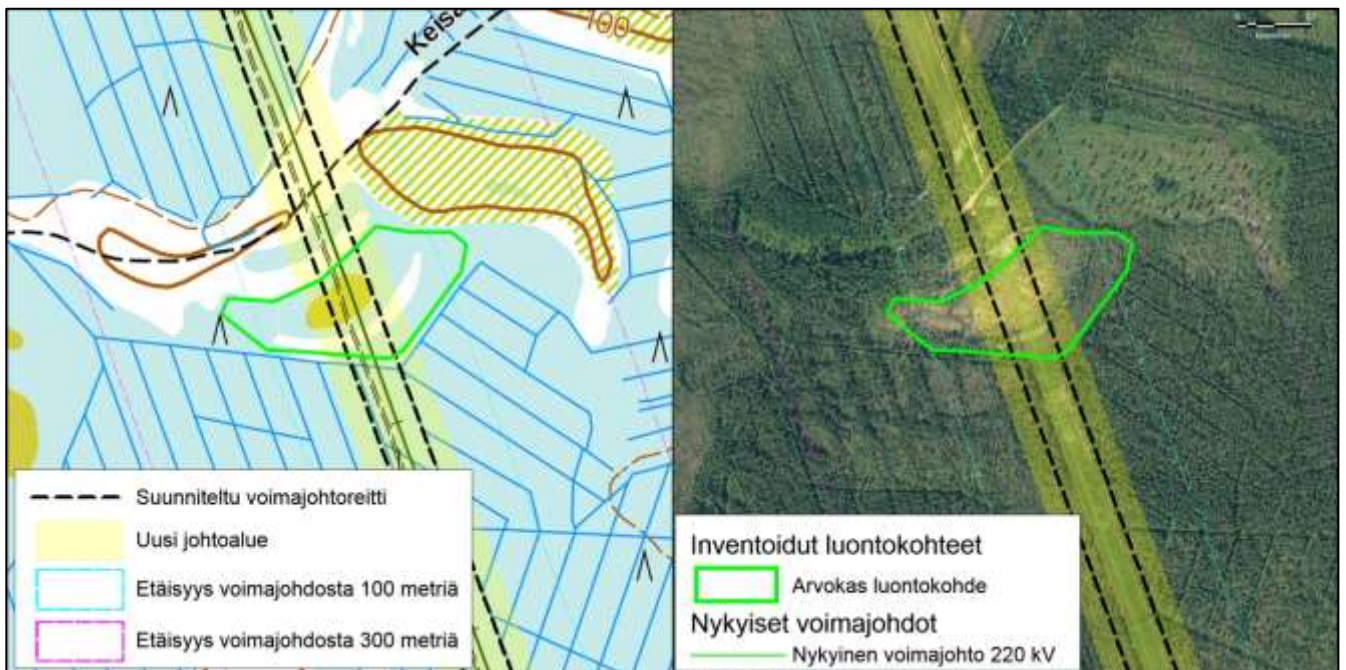 Keisa
100
Suunniteltu voimajohtoreitti
Uusi johtoalue
Etäisyys voimajohdosta 100 metriä
Etäisyys voimajohdosta 300 metriä
Inventoidut luontokohteet
Arvokas luontokohde
Nykyiset voimajohdot
Nykyinen voimajohto 220 kV